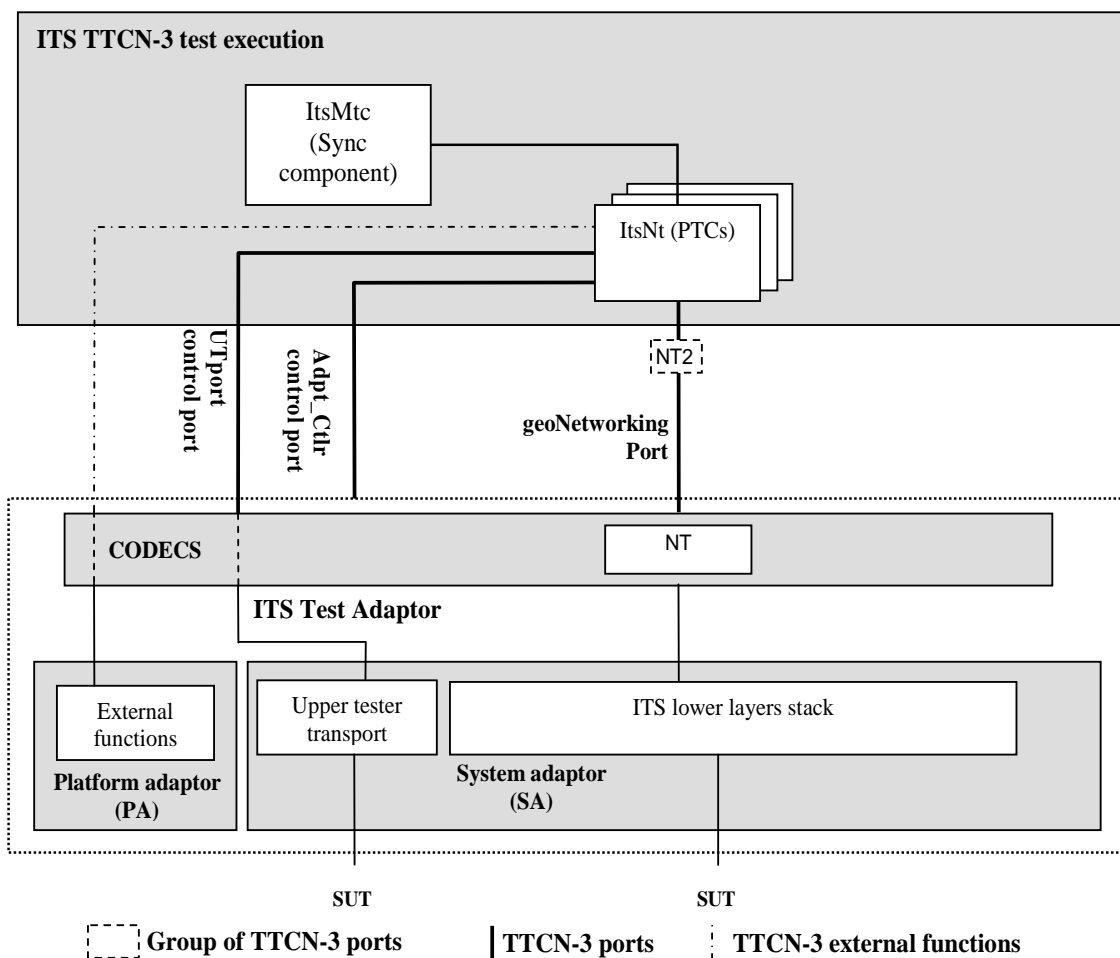 ITS TTCN-3 test execution
ItsMtc
(Sync
component)
ItsNt (PTCs)
UTport
control port
Adpt_Ctlr
control port
NT2
geoNetworking
Port
CODECS
NT
ITS Test Adaptor
External
functions
Upper tester
transport
ITS lower layers stack
Platform adaptor
(PA)
System adaptor
(SA)
SUT
SUT
Group of TTCN-3 ports
TTCN-3 ports
TTCN-3 external functions